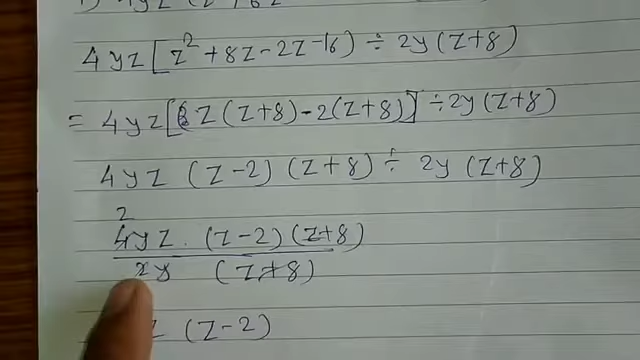 4yz[z²+8z-2z-16) ÷ 2y(z+8)
= 4yz[z(z+8)-2(z+8)] ÷2y(z+8)
4yz (z-2)(z+8) ÷ 2y(z+8)
2
4yz.(z-2)(z+8)
2y (z+8)
(z-2)